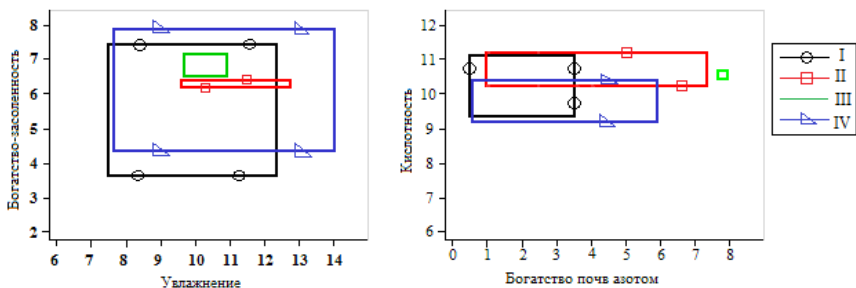 8
7
6
5
4
3
2
Богатство-засоленность
6 7 8 9 10 11 12 13 14
Увлажнение
12
11
10
9
8
7
6
Кислотность
0 1 2 3 4 5 6 7 8
Богатство почв азотом
I
II
III
IV